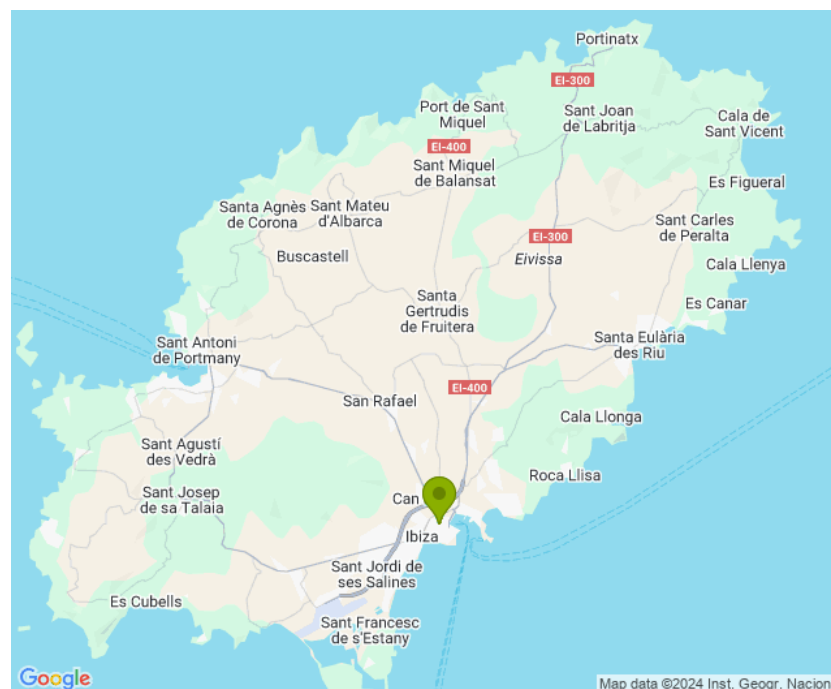 Portinatx
EI-300
Port de Sant
Miquel
Sant Joan
de Labritja
Cala de
Sant Vicent
EI-400
Sant Miquel
de Balansat
Es Figueral
Santa Agnès
de Corona
Sant Mateu
d'Albarca
Sant Carles
de Peralta
EI-300
Buscastell
Eivissa
Cala Llenya
Santa
Gertrudis
de Fruitera
Es Canar
Sant Antoni
de Portmany
Santa Eulària
des Riu
EI-400
San Rafael
Cala Llonga
Sant Agustí
des Vedrà
Roca Llisa
Sant Josep
de sa Talaia
Can
Ibiza
Sant Jordi de
ses Salines
Es Cubells
Sant Francesc
de s'Estany
Google
Map data ©2024 Inst. Geogr. Nacion